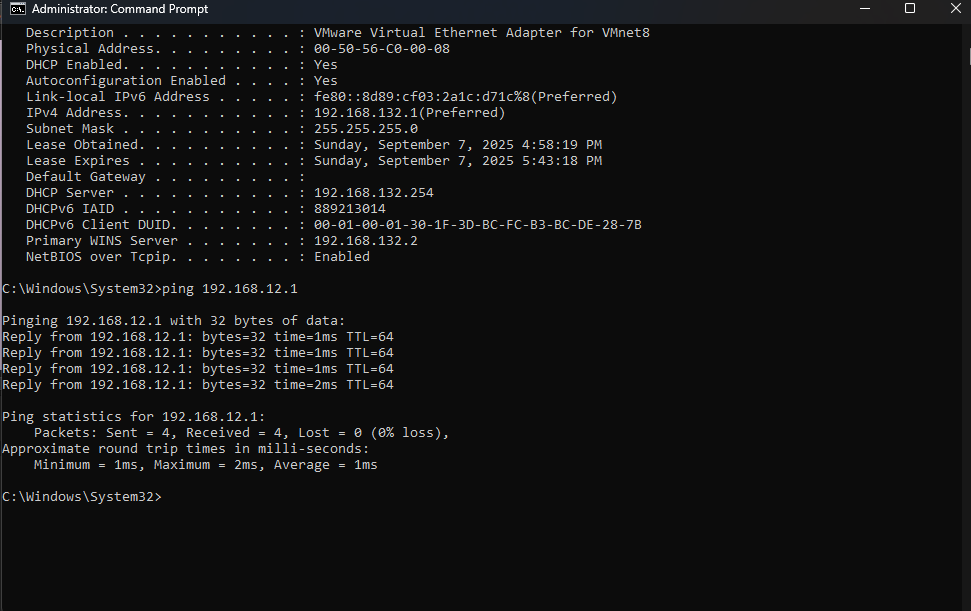 Administrator: Command Prompt
Description . . . . . . . . . . . : VMware Virtual Ethernet Adapter for VMnet8
Physical Address. . . . . . . . . : 00-50-56-C0-00-08
DHCP Enabled. . . . . . . . . . . : Yes
Autoconfiguration Enabled . . . . : Yes
Link-local IPv6 Address . . . . . : fe80::8d89:cf03:2a1c:d71c%8(Preferred)
IPv4 Address. . . . . . . . . . . : 192.168.132.1(Preferred)
Subnet Mask . . . . . . . . . . . : 255.255.255.0
Lease Obtained. . . . . . . . . . : Sunday, September 7, 2025 4:58:19 PM
Lease Expires . . . . . . . . . . : Sunday, September 7, 2025 5:43:18 PM
Default Gateway . . . . . . . . . :
DHCP Server . . . . . . . . . . . : 192.168.132.254
DHCPv6 IAID . . . . . . . . . . . : 889213014
DHCPv6 Client DUID. . . . . . . . : 00-01-00-01-30-1F-3D-BC-FC-B3-BC-DE-28-7B
Primary WINS Server . . . . . . . : 192.168.132.2
NetBIOS over Tcpip. . . . . . . . : Enabled
C:\Windows\System32>ping 192.168.12.1
Pinging 192.168.12.1 with 32 bytes of data:
Reply from 192.168.12.1: bytes=32 time=1ms TTL=64
Reply from 192.168.12.1: bytes=32 time=1ms TTL=64
Reply from 192.168.12.1: bytes=32 time=1ms TTL=64
Reply from 192.168.12.1: bytes=32 time=2ms TTL=64
Ping statistics for 192.168.12.1:
Packets: Sent = 4, Received = 4, Lost = 0 (0% loss),
Approximate round trip times in milli-seconds:
Minimum = 1ms, Maximum = 2ms, Average = 1ms
C:\Windows\System32>